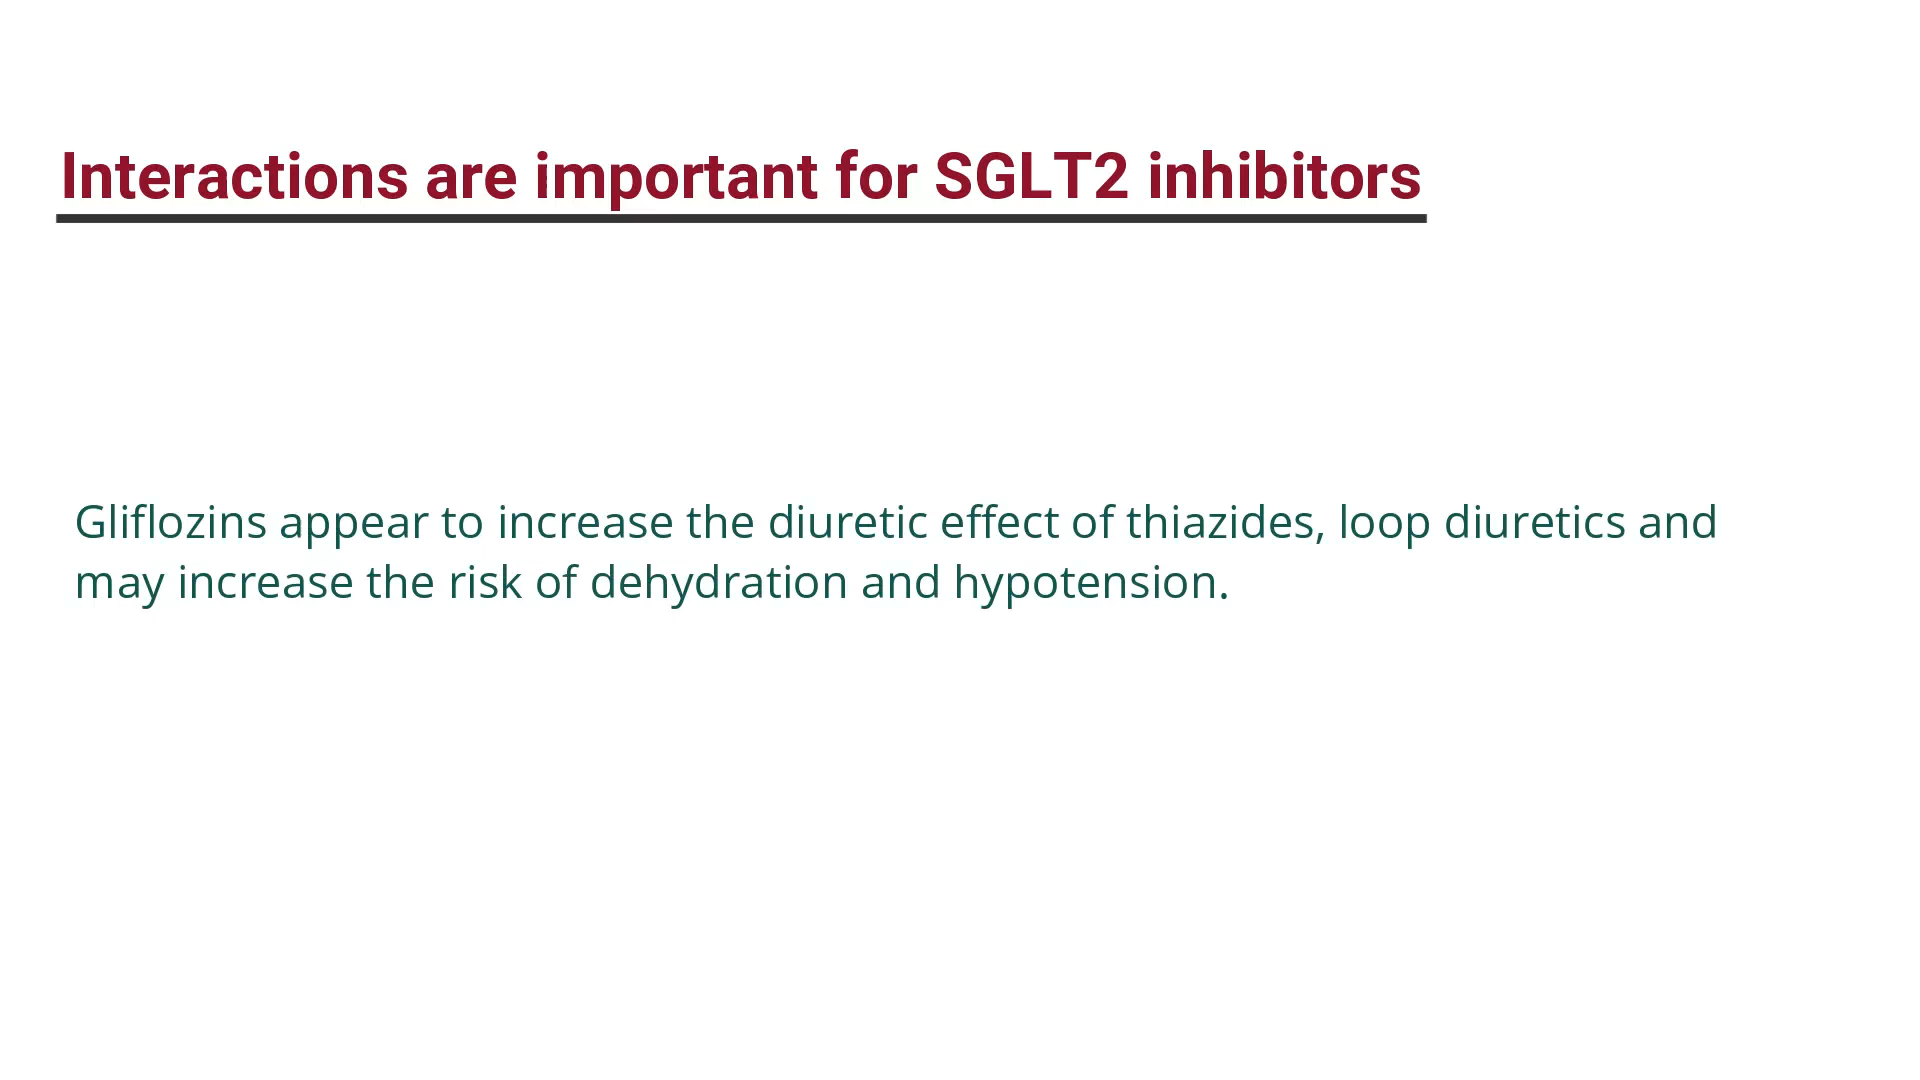 Interactions are important for SGLT2 inhibitors
Gliflozins appear to increase the diuretic effect of thiazides, loop diuretics and
may increase the risk of dehydration and hypotension.